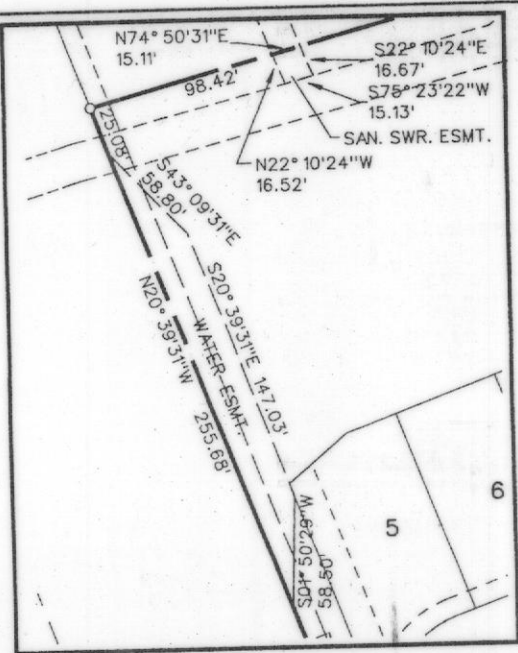 N74° 50'31"E
15.11'
98.42'
S22° 10'24"E
16.67'
S75° 23'22"W
15.13'
SAN. SWR. ESMT.
N22° 10'24"W
16.52'
25.08'
S43° 09'31"E
58.80'
S20° 39'31"E 147.03'
WATER ESMT.
N20° 39'31"W
255.68'
S01° 50'29"W
58.50'
5
6